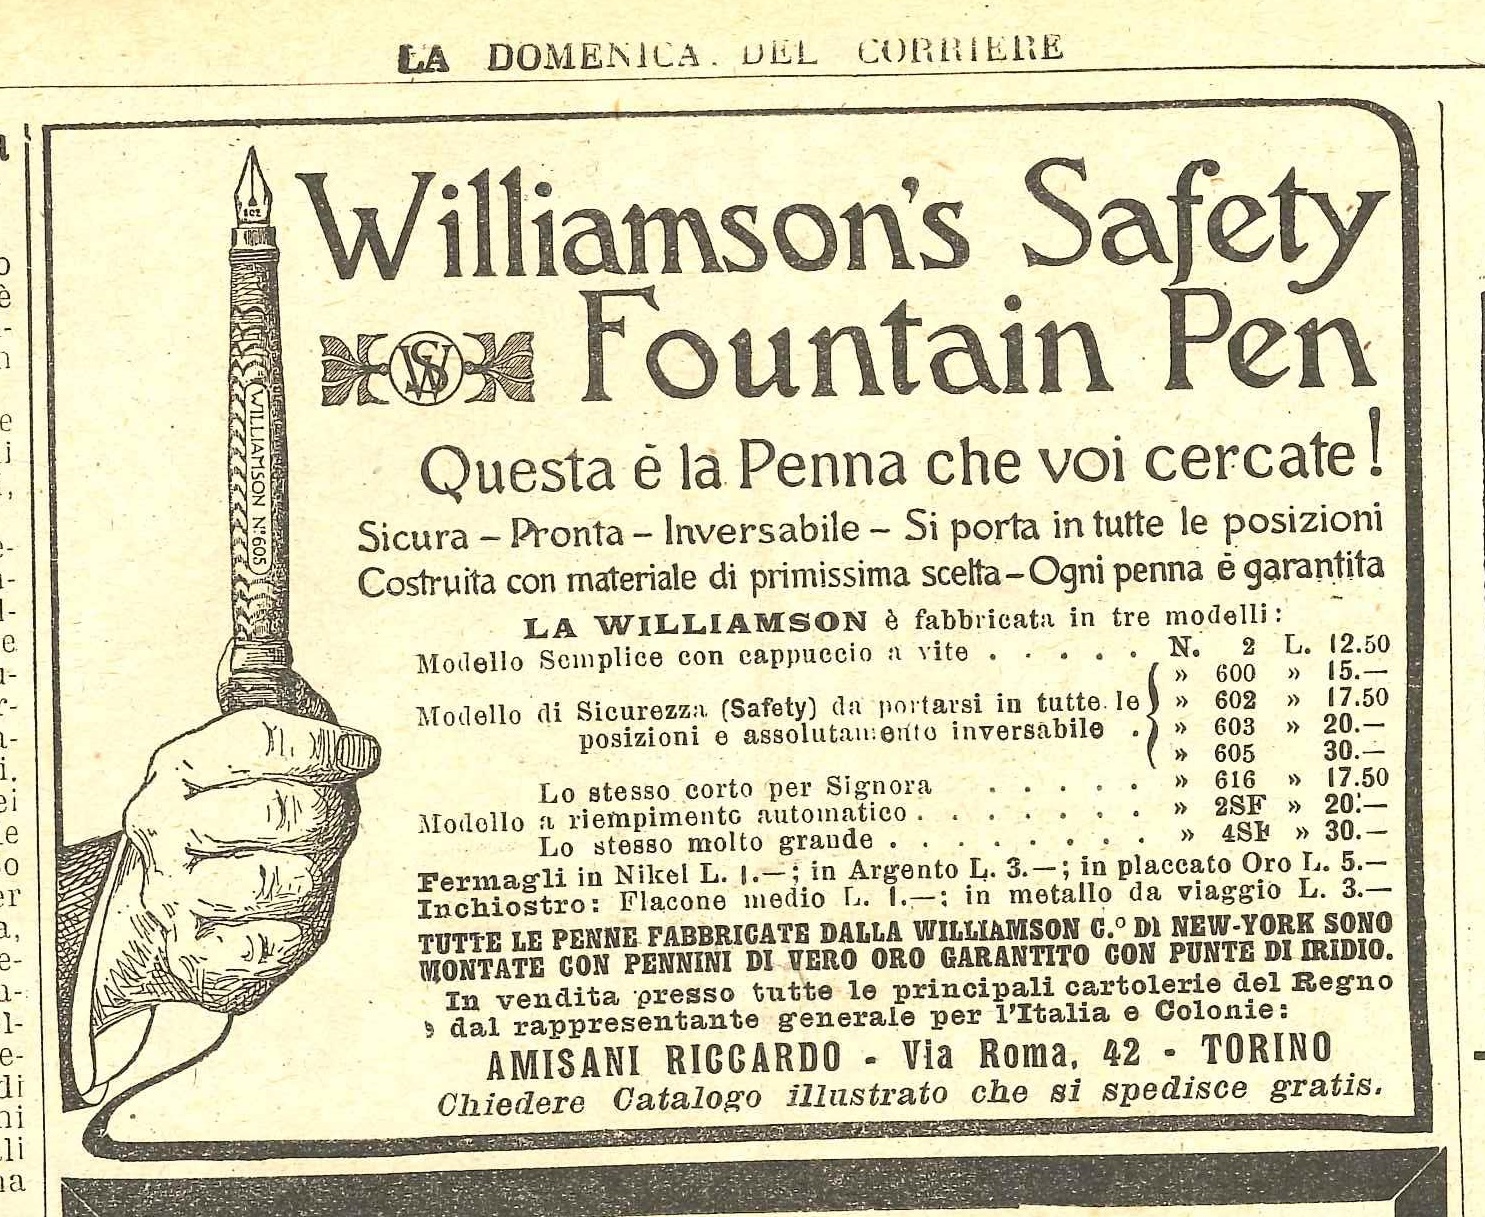 LA DOMENICA DEL CORRIERE
Williamson's Safety
Fountain Pen
WILLIAMSON Nº 605
Questa è la Penna che voi cercate!
Sicura – Pronta – Inversabile – Si porta in tutte le posizioni
Costruita con materiale di primissima scelta – Ogni penna è garantita
LA WILLIAMSON è fabbricata in tre modelli:
Modello Semplice con cappuccio a vite . . . . . N. 2 L. 12.50
» 600 » 15.—
Modello di Sicurezza (Safety) da portarsi in tutte le » 602 » 17.50
posizioni e assolutamento inversabile . » 603 » 20.—
» 605 30.—
Lo stesso corto per Signora . . . . . » 616 » 17.50
Modello a riempimento automatico . . . . . . . » 2SF » 20.—
Lo stesso molto grande . . . . . . . . » 4SF » 30.—
Fermagli in Nikel L. 1.—; in Argento L. 3.—; in placcato Oro L. 5.—
Inchiostro: Flacone medio L. 1.—; in metallo da viaggio L. 3.—
TUTTE LE PENNE FABBRICATE DALLA WILLIAMSON C.º DI NEW-YORK SONO
MONTATE CON PENNINI DI VERO ORO GARANTITO CON PUNTE DI IRIDIO.
In vendita presso tutte le principali cartolerie del Regno
e dal rappresentante generale per l'Italia e Colonie:
AMISANI RICCARDO - Via Roma, 42 - TORINO
Chiedere Catalogo illustrato che si spedisce gratis.